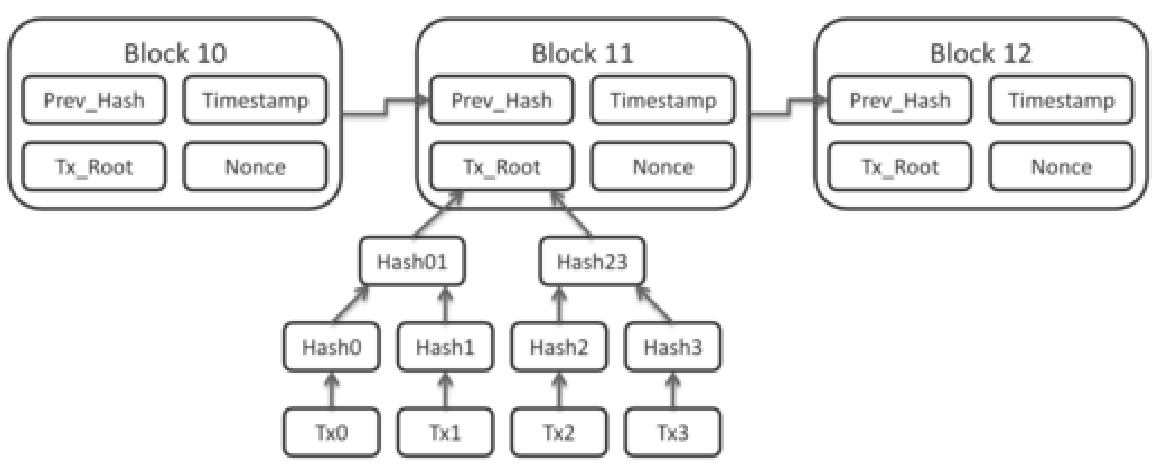 Block 10
Block 11
Block 12
Prev_Hash
Timestamp
Prev_Hash
Timestamp
Prev_Hash
Timestamp
Tx_Root
Nonce
Tx_Root
Nonce
Tx_Root
Nonce
Hash01
Hash23
Hash0
Hash1
Hash2
Hash3
Tx0
Tx1
Tx2
Tx3